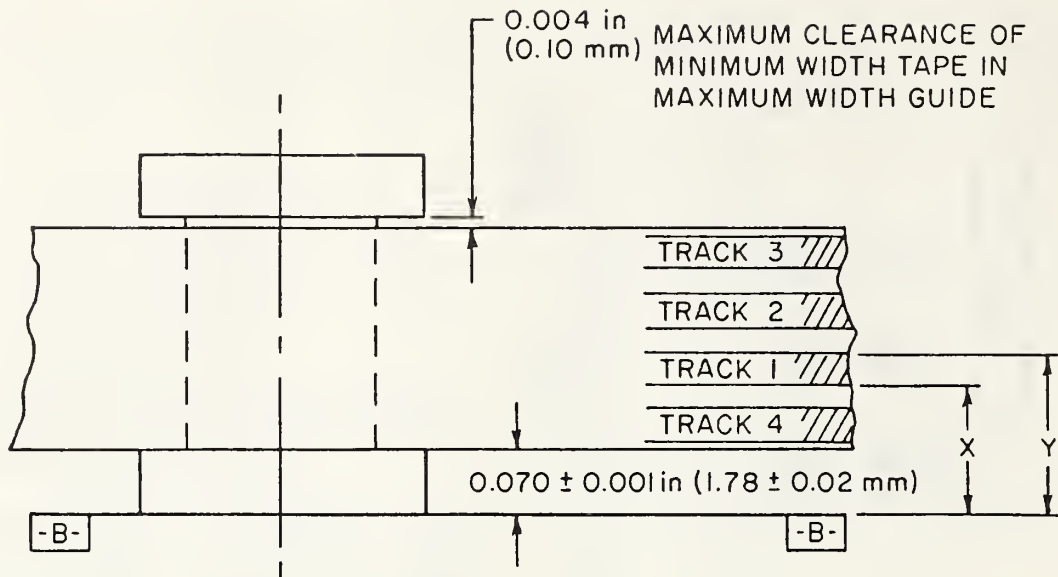 0.004 in
(0.10 mm)
MAXIMUM CLEARANCE OF
MINIMUM WIDTH TAPE IN
MAXIMUM WIDTH GUIDE
TRACK 3
TRACK 2
TRACK 1
TRACK 4
X
Y
0.070 ± 0.001 in (1.78 ± 0.02 mm)
-B-
-B-